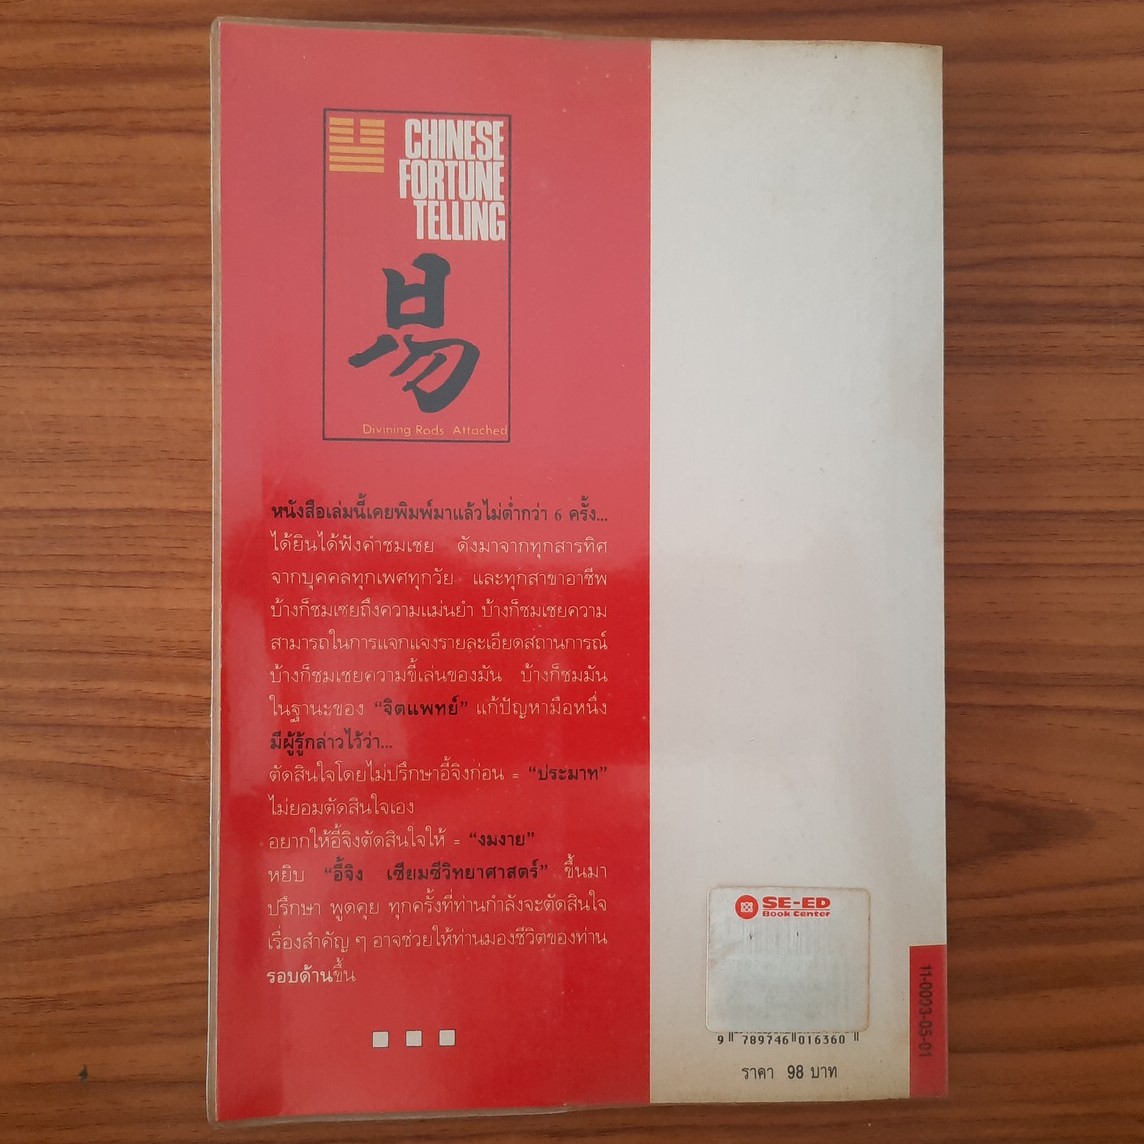 CHINESE
FORTUNE
TELLING
易
Divining Rods Attached
หนังสือเล่มนี้เคยพิมพ์มาแล้วไม่ต่ำกว่า 6 ครั้ง...
ได้ยินได้ฟังคำชมเชย ดังมาจากทุกสารทิศ
จากบุคคลทุกเพศทุกวัย และทุกสาขาอาชีพ
บ้างก็ชมเชยถึงความแม่นยำ บ้างก็ชมเชยความ
สามารถในการแจกแจงรายละเอียดสถานการณ์
บ้างก็ชมเชยความขี้เล่นของมัน บ้างก็ชมมัน
ในฐานะของ “จิตแพทย์” แก้ปัญหามือหนึ่ง
มีผู้รู้กล่าวไว้ว่า...
ตัดสินใจโดยไม่ปรึกษาอี้จิงก่อน = “ประมาท”
ไม่ยอมตัดสินใจเอง
อยากให้อี้จิงตัดสินใจให้ = “งมงาย”
หยิบ “อี้จิง เซียมซีวิทยาศาสตร์” ขึ้นมา
ปรึกษา พูดคุย ทุกครั้งที่ท่านกำลังจะตัดสินใจ
เรื่องสำคัญ ๆ อาจช่วยให้ท่านมองชีวิตของท่าน
รอบด้านขึ้น
SE-ED
Book Center
9 789746 016360
ราคา 98 บาท
11-0023-05-01